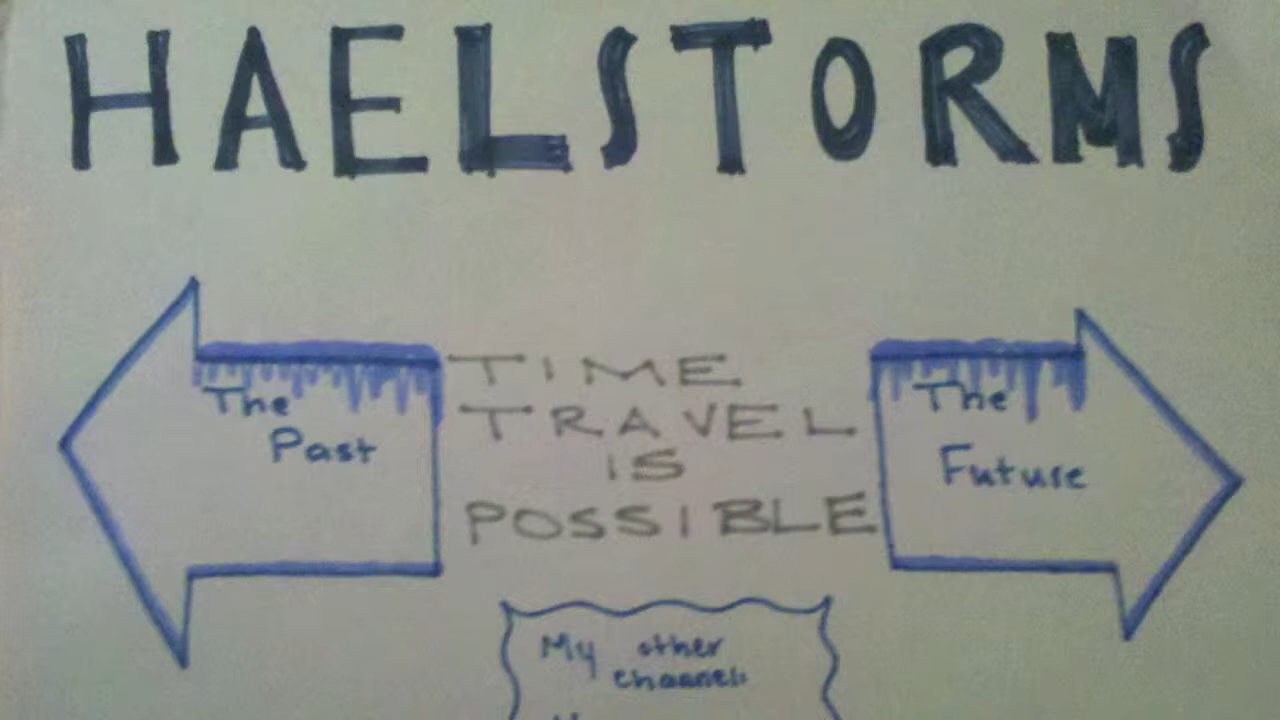 HAELSTORMS
The
Past
TIME
TRAVEL
IS
POSSIBLE
The
Future
My other
channel: